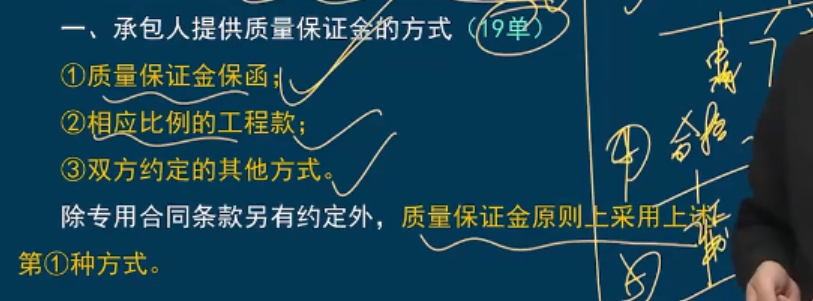 一、承包人提供质量保证金的方式（19单）
①质量保证金保函；
②相应比例的工程款；
③双方约定的其他方式。
除专用合同条款另有约定外，质量保证金原则上采用上述
第①种方式。
合格